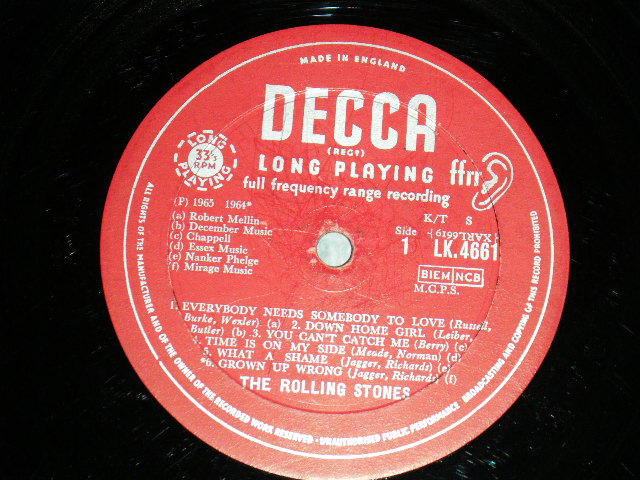 MADE IN ENGLAND
DECCA
(REGD)
LONG PLAYING
ffrr
full frequency range recording
LONG PLAYING
33⅓ RPM
(P) 1965 1964*
(a) Robert Mellin
(b) December Music
(c) Chappell
(d) Essex Music
(e) Nanker Phelge
(f) Mirage Music
K/T S
Side 1
XARL.6619
LK.4661
BIEM NCB
M.C.P.S.
1. EVERYBODY NEEDS SOMEBODY TO LOVE (Russell,
Burke, Wexler) (a) 2. DOWN HOME GIRL (Leiber,
Butler) (b) 3. YOU CAN'T CATCH ME (Berry) (c)
4. TIME IS ON MY SIDE (Meade, Norman) (d)
5. WHAT A SHAME (Jagger, Richards) (e)
*6. GROWN UP WRONG (Jagger, Richards) (f)
THE ROLLING STONES
ALL RIGHTS OF THE MANUFACTURER AND OF THE OWNER OF THE RECORDED WORK RESERVED · UNAUTHORISED PUBLIC PERFORMANCE, BROADCASTING AND COPYING OF THIS RECORD PROHIBITED